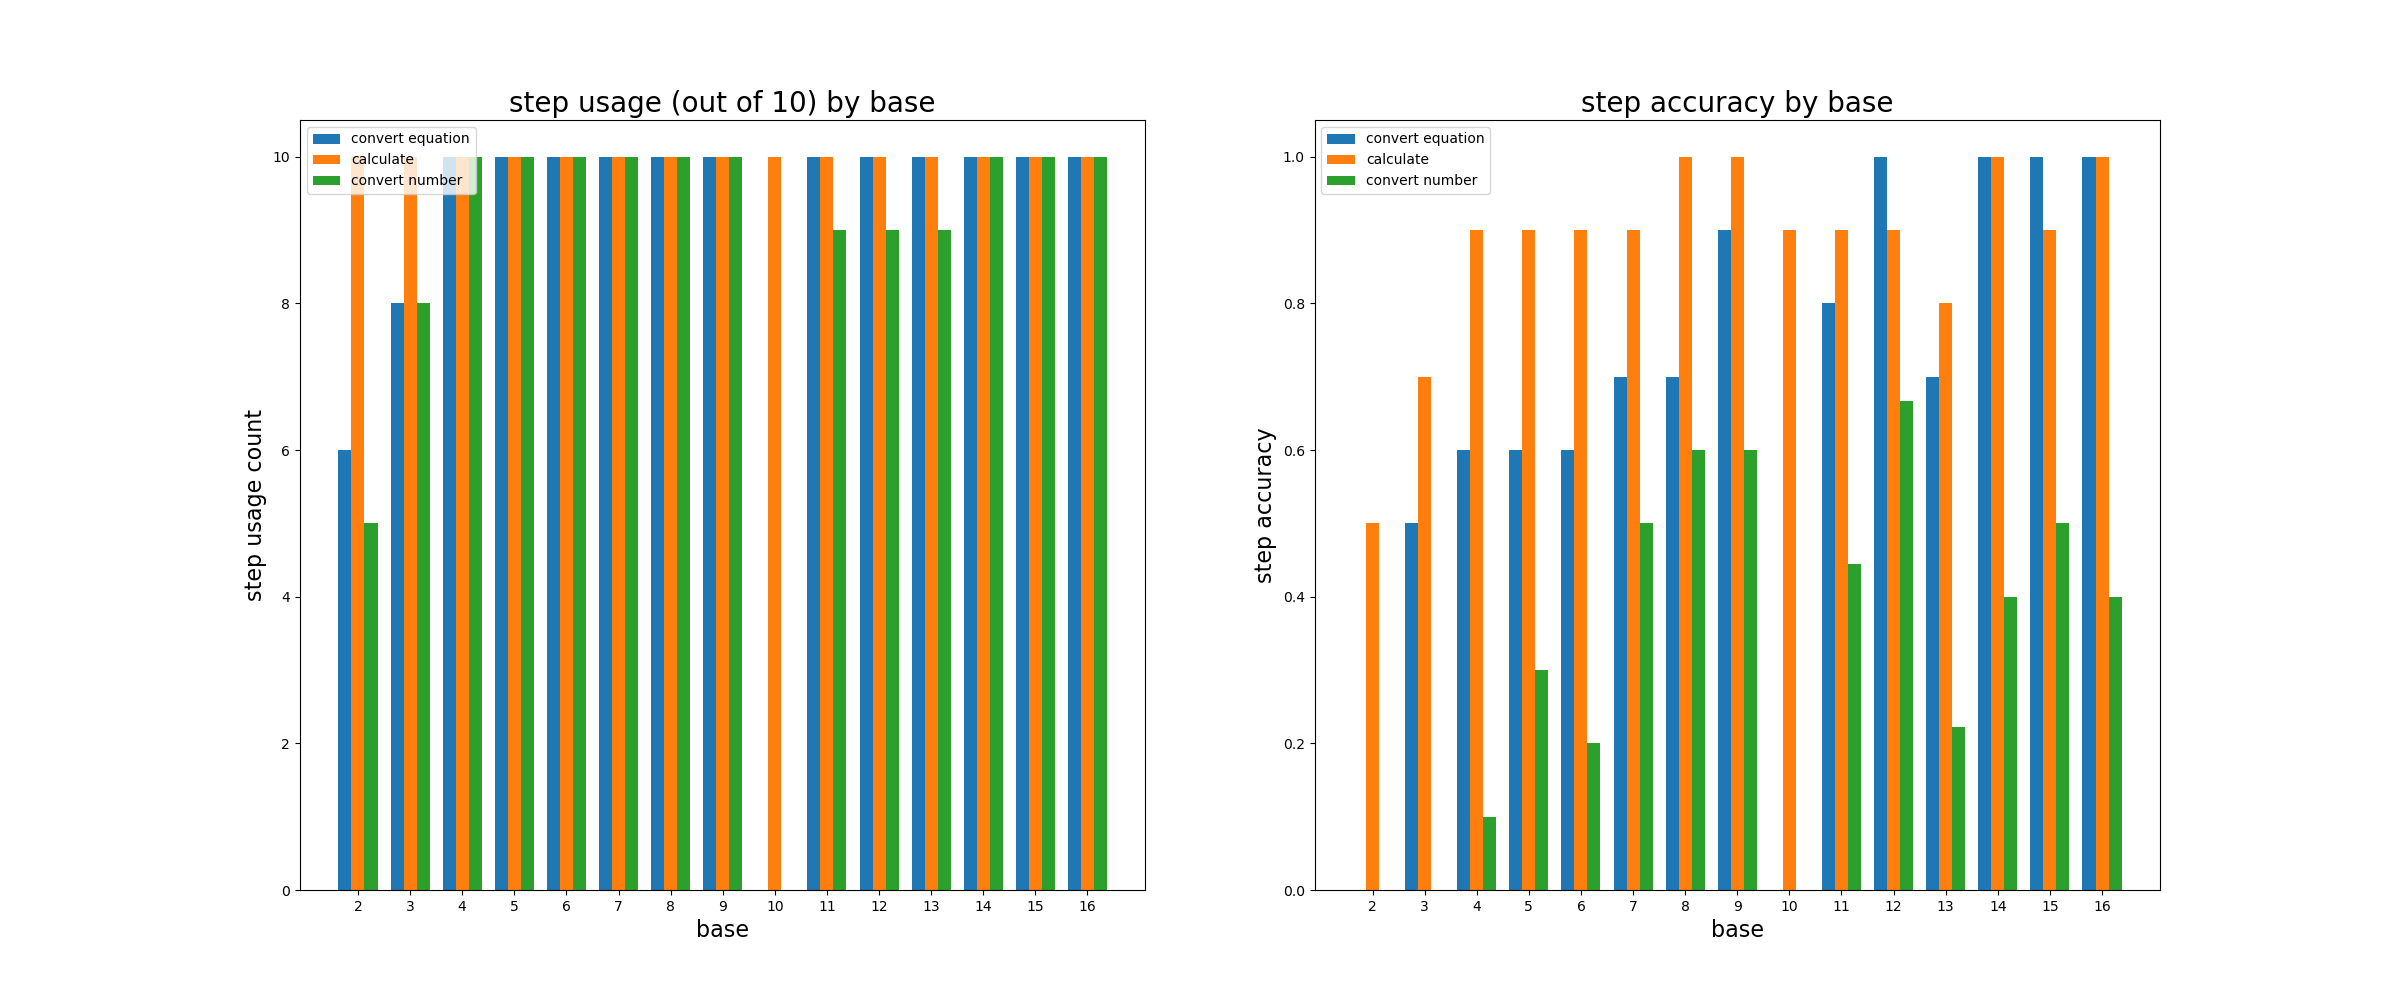 step usage (out of 10) by base
convert equation
calculate
convert number
10
8
6
4
2
0
step usage count
2 3 4 5 6 7 8 9 10 11 12 13 14 15 16
base
step accuracy by base
convert equation
calculate
convert number
1.0
0.8
0.6
0.4
0.2
0.0
step accuracy
2 3 4 5 6 7 8 9 10 11 12 13 14 15 16
base